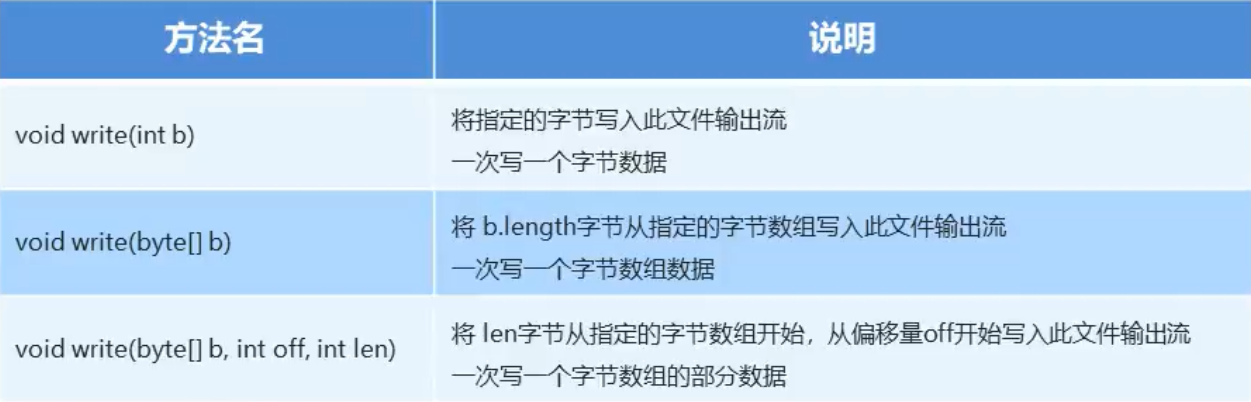 方法名
说明
void write(int b)
将指定的字节写入此文件输出流
一次写一个字节数据
void write(byte[] b)
将 b.length字节从指定的字节数组写入此文件输出流
一次写一个字节数组数据
void write(byte[] b, int off, int len)
将 len字节从指定的字节数组开始，从偏移量off开始写入此文件输出流
一次写一个字节数组的部分数据